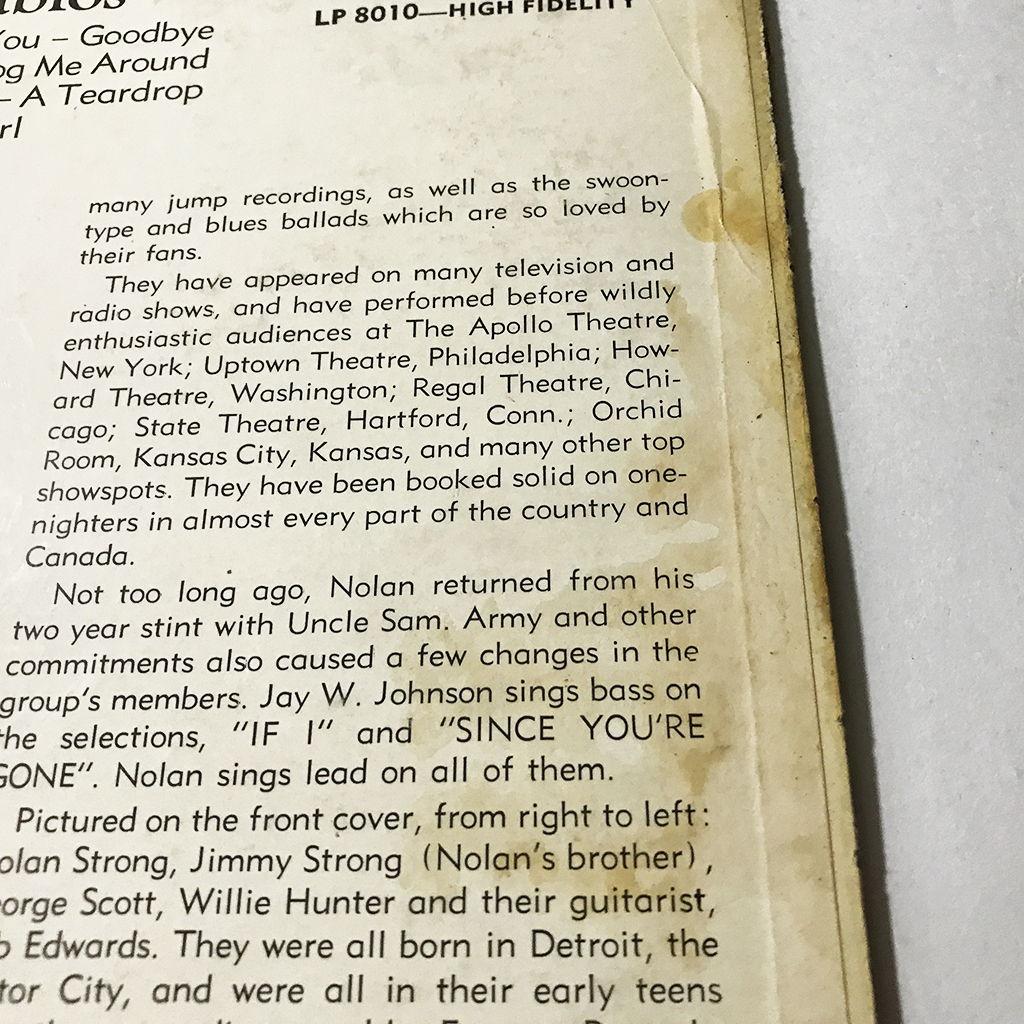 LP 8010—HIGH FIDELITY
You – Goodbye
Me Around
– A Teardrop
many jump recordings, as well as the swoon-
type and blues ballads which are so loved by
their fans.
They have appeared on many television and
radio shows, and have performed before wildly
enthusiastic audiences at The Apollo Theatre,
New York; Uptown Theatre, Philadelphia; How-
ard Theatre, Washington; Regal Theatre, Chi-
cago; State Theatre, Hartford, Conn.; Orchid
Room, Kansas City, Kansas, and many other top
showspots. They have been booked solid on one-
nighters in almost every part of the country and
Canada.
Not too long ago, Nolan returned from his
two year stint with Uncle Sam. Army and other
commitments also caused a few changes in the
group's members. Jay W. Johnson sings bass on
the selections, "IF I" and "SINCE YOU'RE
GONE". Nolan sings lead on all of them.
Pictured on the front cover, from right to left:
olan Strong, Jimmy Strong (Nolan's brother),
orge Scott, Willie Hunter and their guitarist,
Edwards. They were all born in Detroit, the
tor City, and were all in their early teens